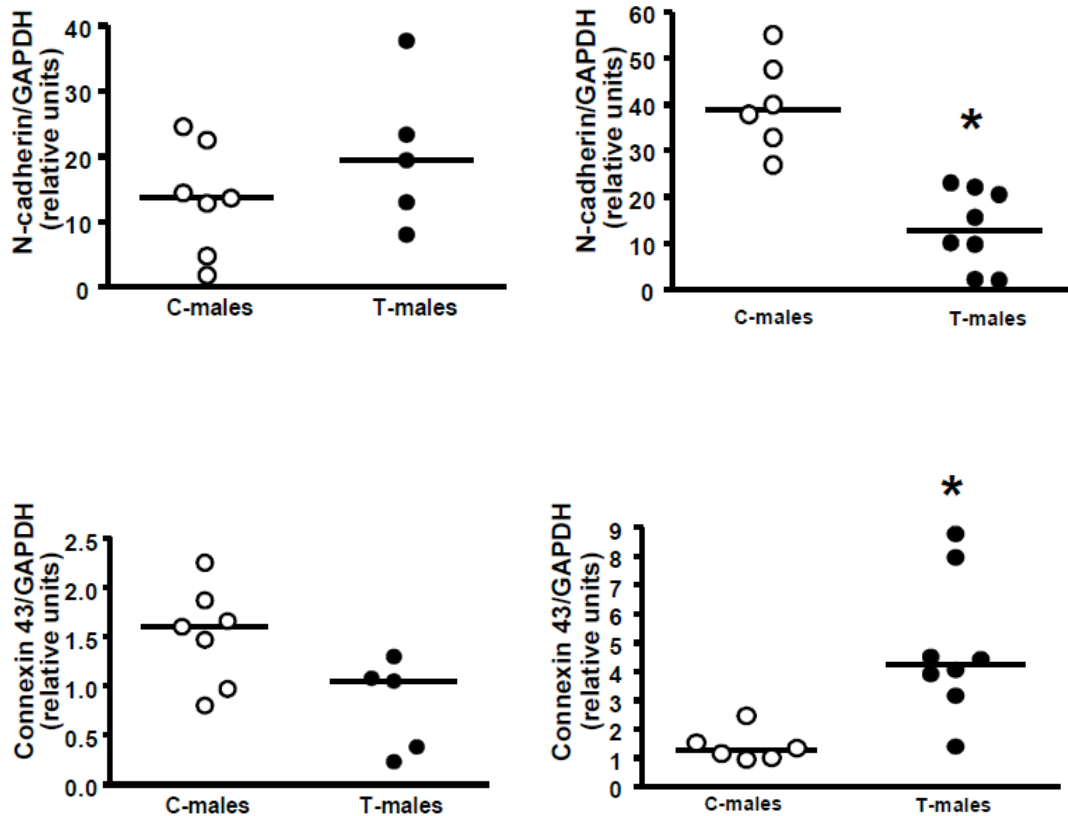 N-cadherin/GAPDH
(relative units)
40
30
20
10
0
C-males
T-males
N-cadherin/GAPDH
(relative units)
60
50
40
30
20
10
0
*
C-males
T-males
Connexin 43/GAPDH
(relative units)
2.5
2.0
1.5
1.0
0.5
0.0
C-males
T-males
Connexin 43/GAPDH
(relative units)
9
8
7
6
5
4
3
2
1
0
*
C-males
T-males